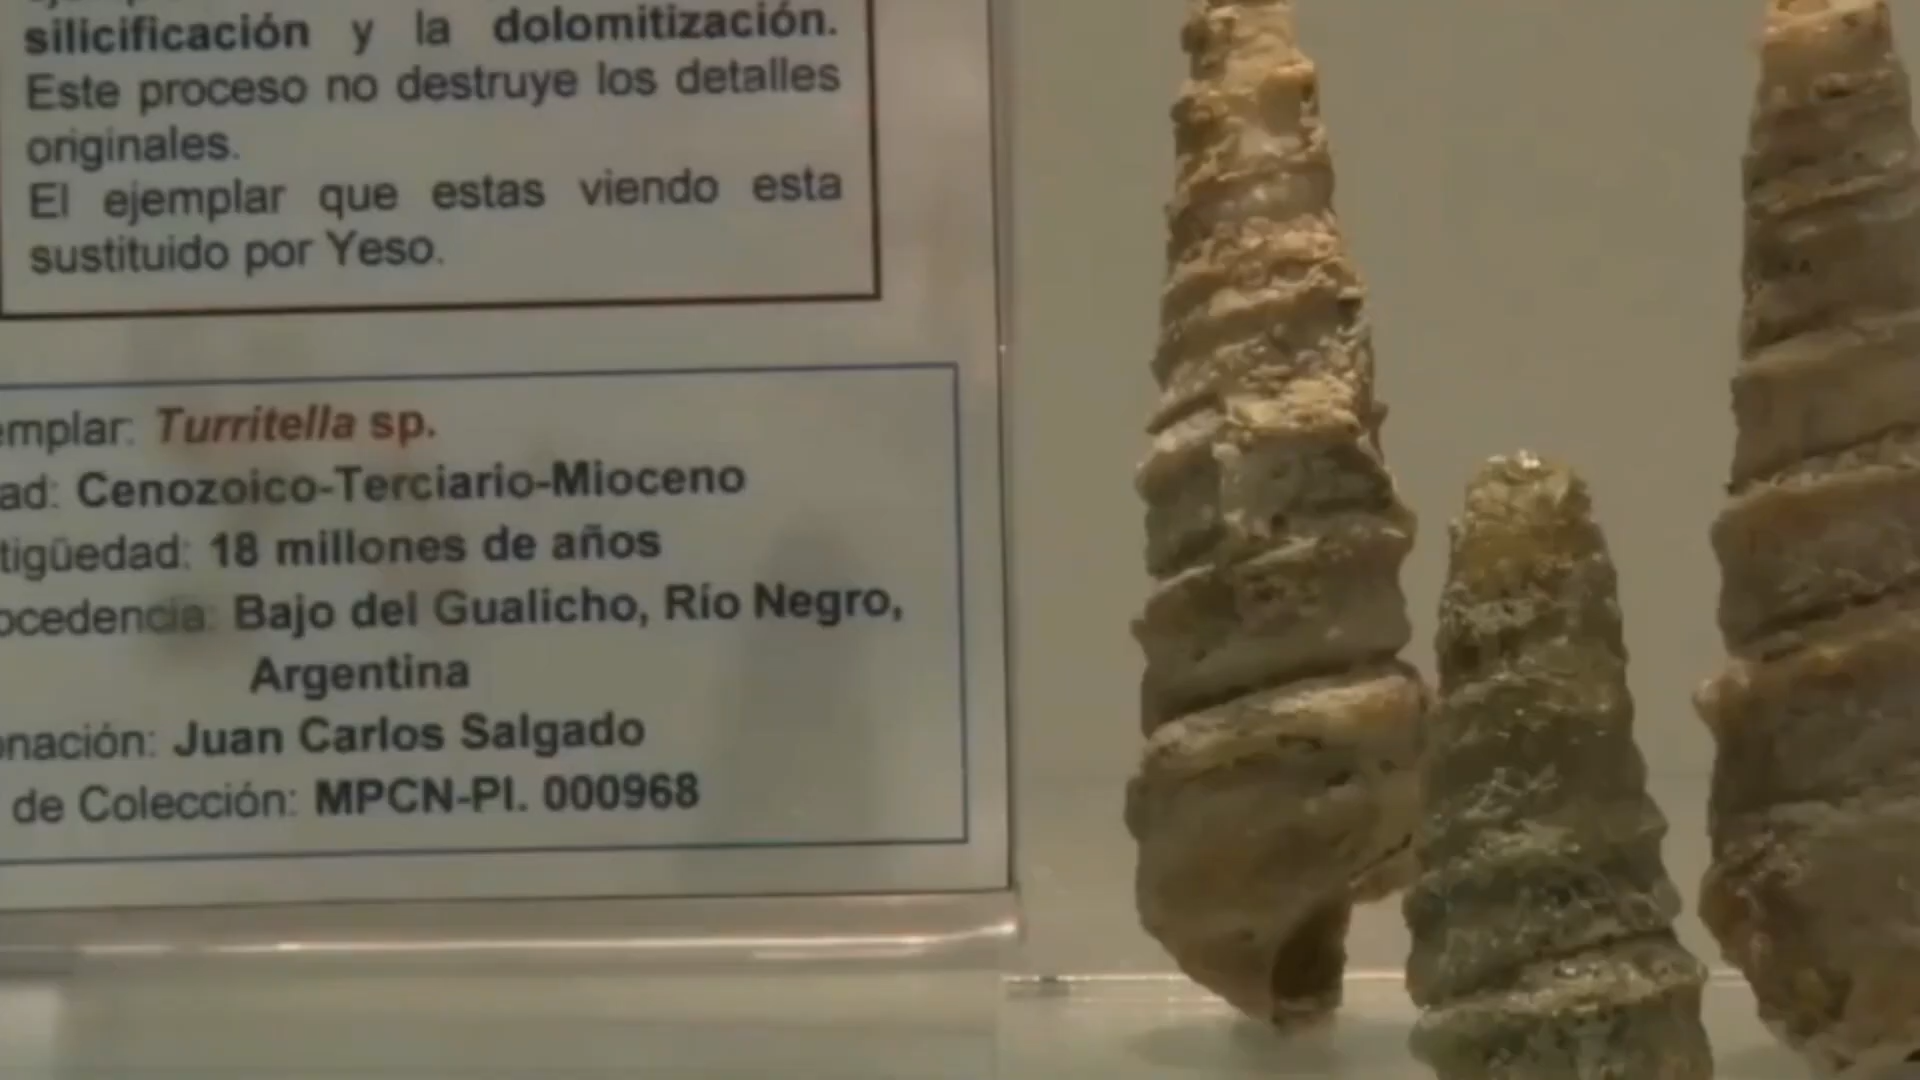 silicificación y la dolomitización.
Este proceso no destruye los detalles
originales.
El ejemplar que estas viendo esta
sustituido por Yeso.
emplar: Turritella sp.
ad: Cenozoico-Terciario-Mioceno
tigüedad: 18 millones de años
ocedencia: Bajo del Gualicho, Río Negro,
Argentina
onación: Juan Carlos Salgado
de Colección: MPCN-PI. 000968